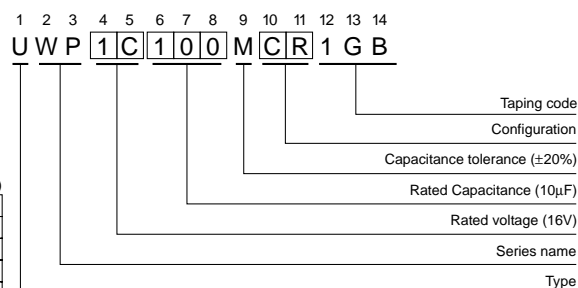 1 2 3 4 5 6 7 8 9 10 11 12 13 14
U W P 1 C 1 0 0 M C R 1 G B
Taping code
Configuration
Capacitance tolerance (±20%)
Rated Capacitance (10µF)
Rated voltage (16V)
Series name
Type